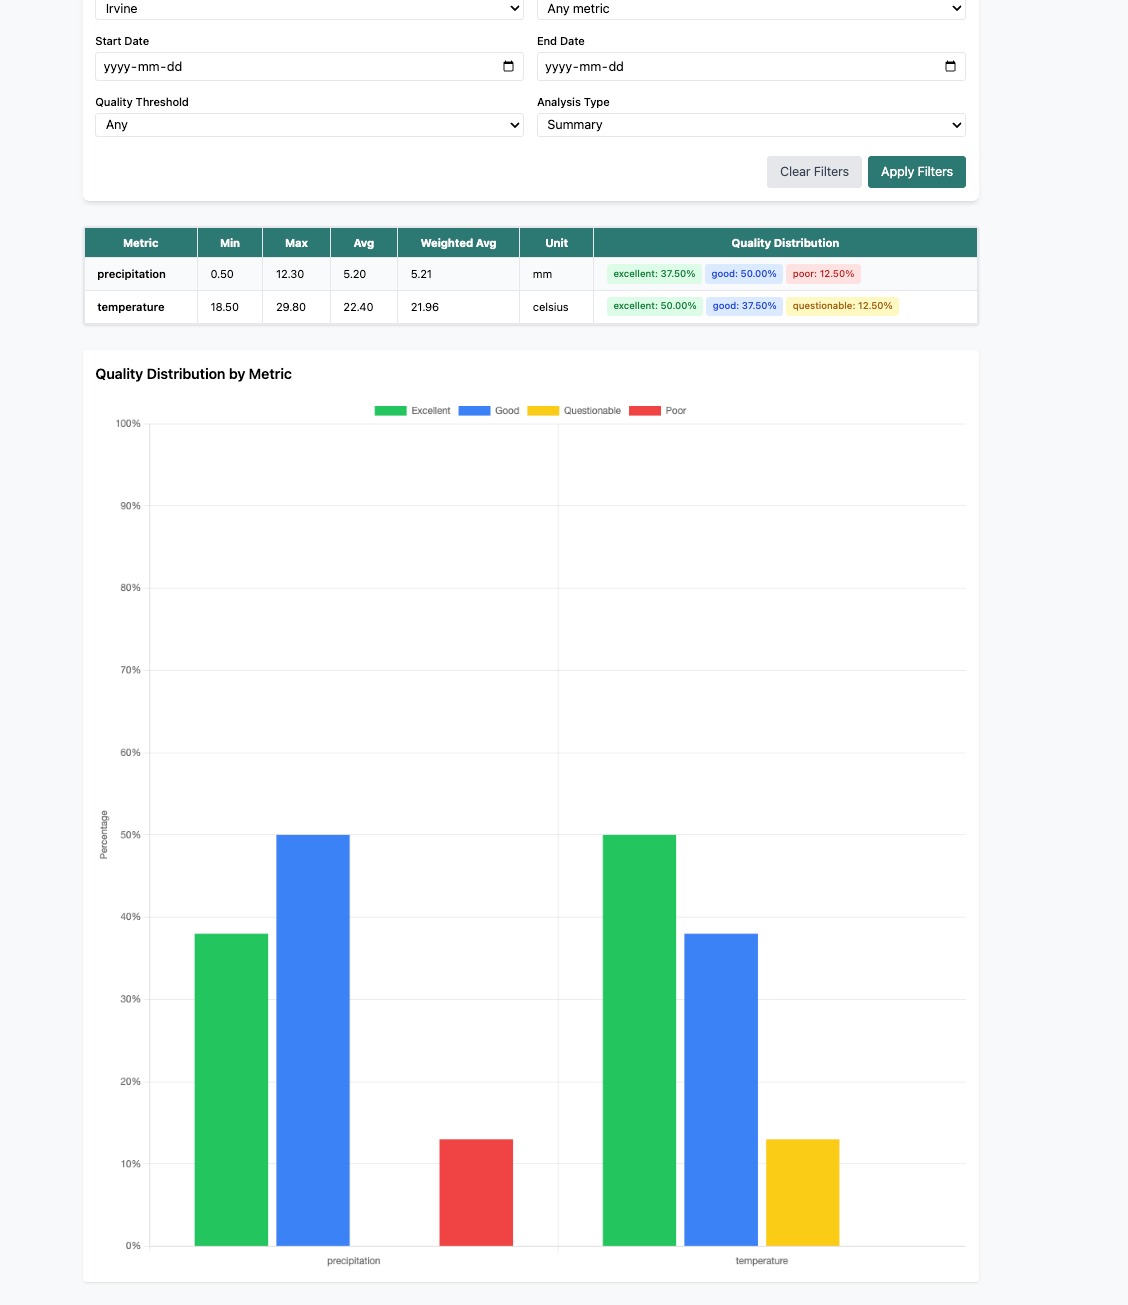 Irvine Any metric
Start Date End Date
yyyy-mm-dd yyyy-mm-dd
Quality Threshold Analysis Type
Any Summary
Clear Filters Apply Filters
Metric Min Max Avg Weighted Avg Unit Quality Distribution
precipitation 0.50 12.30 5.20 5.21 mm excellent: 37.50% good: 50.00% poor: 12.50%
temperature 18.50 29.80 22.40 21.96 celsius excellent: 50.00% good: 37.50% questionable: 12.50%
Quality Distribution by Metric
Excellent Good Questionable Poor
100%
90%
80%
70%
60%
Percentage
50%
40%
30%
20%
10%
0%
precipitation temperature